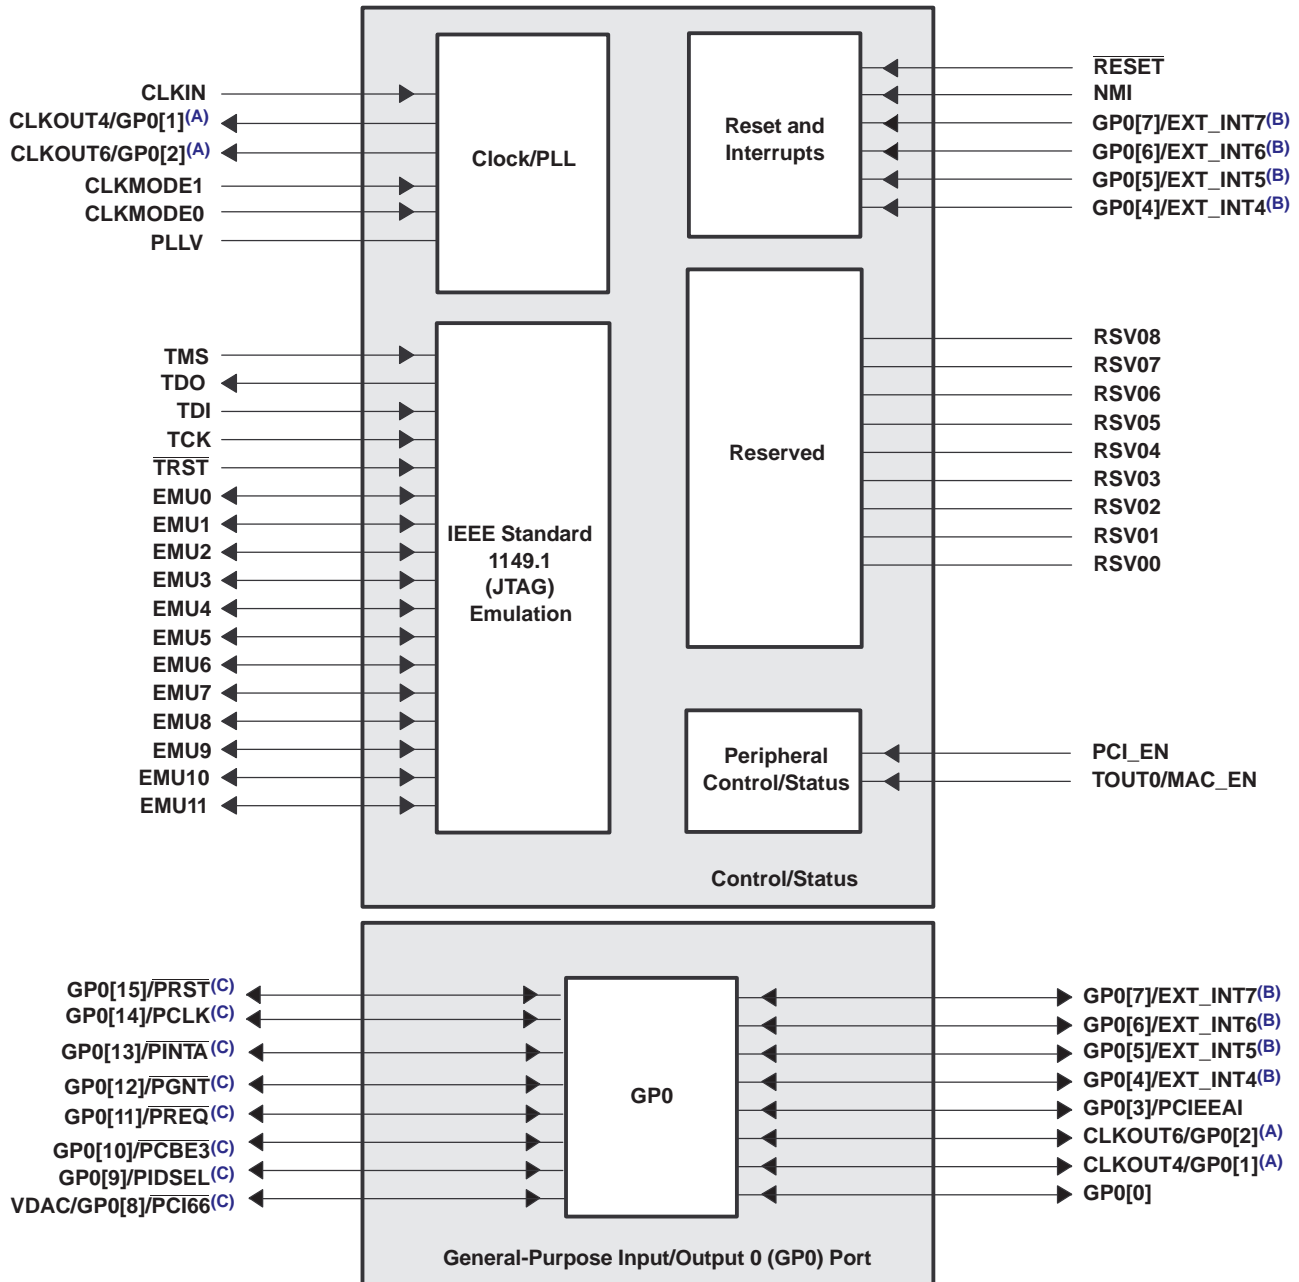 CLKIN
CLKOUT4/GP0[1](A)
CLKOUT6/GP0[2](A)
CLKMODE1
CLKMODE0
PLLV
Clock/PLL
Reset and
Interrupts
RESET
NMI
GP0[7]/EXT_INT7(B)
GP0[6]/EXT_INT6(B)
GP0[5]/EXT_INT5(B)
GP0[4]/EXT_INT4(B)
TMS
TDO
TDI
TCK
TRST
EMU0
EMU1
EMU2
EMU3
EMU4
EMU5
EMU6
EMU7
EMU8
EMU9
EMU10
EMU11
IEEE Standard
1149.1
(JTAG)
Emulation
Reserved
RSV08
RSV07
RSV06
RSV05
RSV04
RSV03
RSV02
RSV01
RSV00
Peripheral
Control/Status
PCI_EN
TOUT0/MAC_EN
Control/Status
GP0[15]/PRST(C)
GP0[14]/PCLK(C)
GP0[13]/PINTA(C)
GP0[12]/PGNT(C)
GP0[11]/PREQ(C)
GP0[10]/PCBE3(C)
GP0[9]/PIDSEL(C)
VDAC/GP0[8]/PCI66(C)
GP0
GP0[7]/EXT_INT7(B)
GP0[6]/EXT_INT6(B)
GP0[5]/EXT_INT5(B)
GP0[4]/EXT_INT4(B)
GP0[3]/PCIEEAI
CLKOUT6/GP0[2](A)
CLKOUT4/GP0[1](A)
GP0[0]
General-Purpose Input/Output 0 (GP0) Port